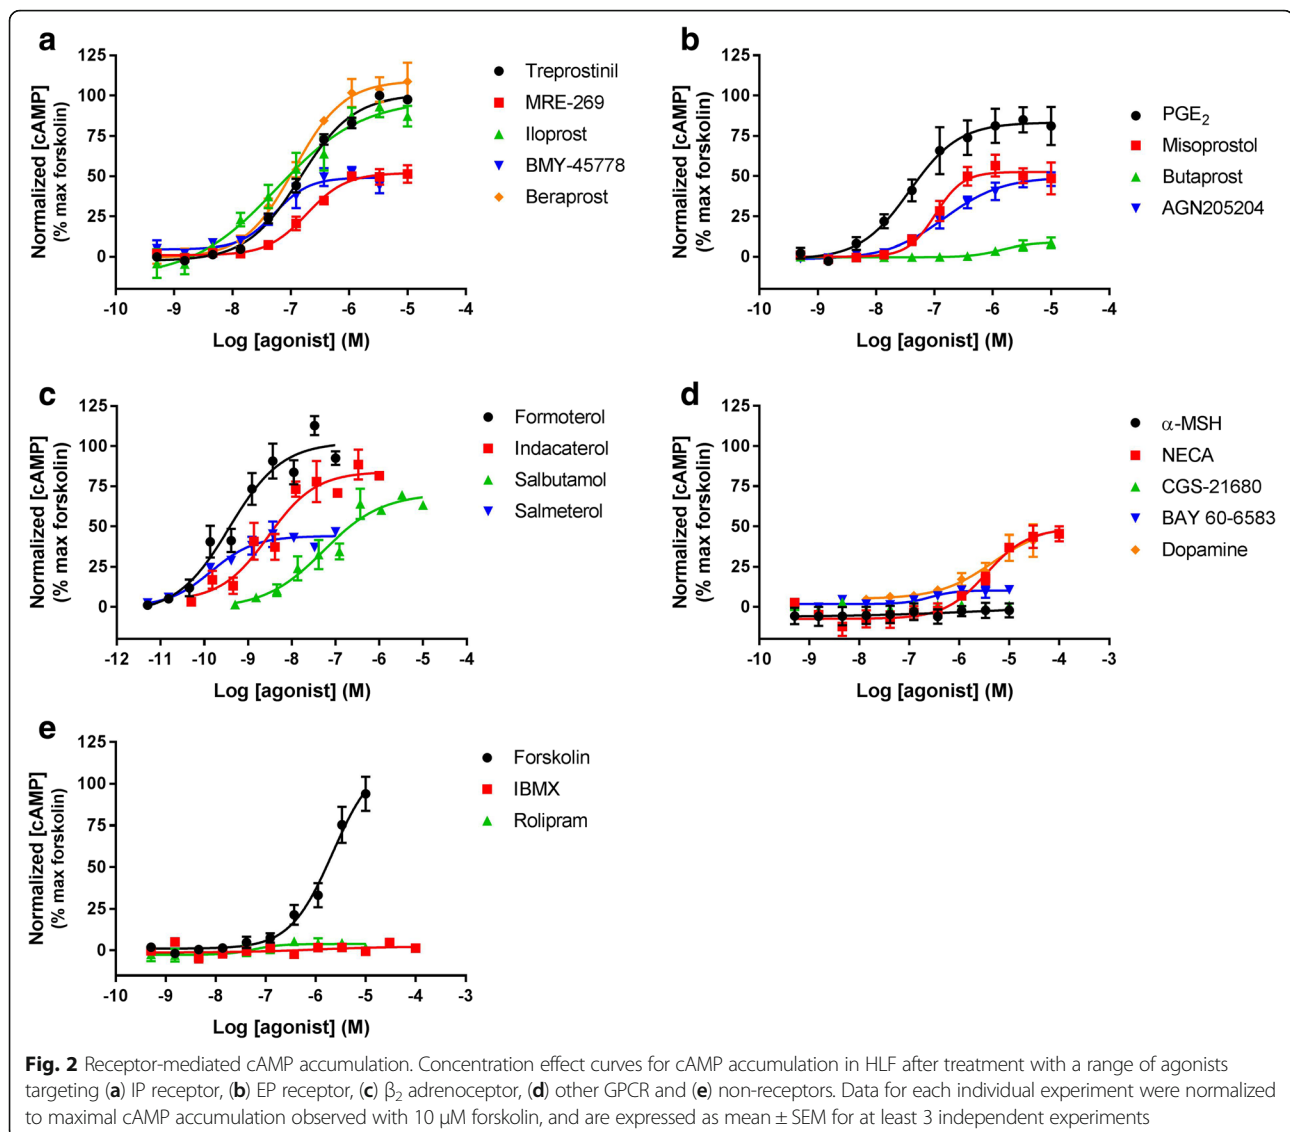 a
125
100
75
50
25
0
-10
-9
-8
-7
-6
-5
-4
Normalized [cAMP]
(% max forskolin)
Log [agonist] (M)
Treprostinil
MRE-269
Iloprost
BMY-45778
Beraprost
b
125
100
75
50
25
0
-10
-9
-8
-7
-6
-5
-4
Normalized [cAMP]
(% max forskolin)
Log [agonist] (M)
PGE₂
Misoprostol
Butaprost
AGN205204
c
125
100
75
50
25
0
-12
-11
-10
-9
-8
-7
-6
-5
-4
Normalized [cAMP]
(% max forskolin)
Log [agonist] (M)
Formoterol
Indacaterol
Salbutamol
Salmeterol
d
125
100
75
50
25
0
-10
-9
-8
-7
-6
-5
-4
-3
Normalized [cAMP]
(% max forskolin)
Log [agonist] (M)
α-MSH
NECA
CGS-21680
BAY 60-6583
Dopamine
e
125
100
75
50
25
0
-10
-9
-8
-7
-6
-5
-4
-3
Normalized [cAMP]
(% max forskolin)
Log [agonist] (M)
Forskolin
IBMX
Rolipram
Fig. 2 Receptor-mediated cAMP accumulation. Concentration effect curves for cAMP accumulation in HLF after treatment with a range of agonists
targeting (a) IP receptor, (b) EP receptor, (c) β₂ adrenoceptor, (d) other GPCR and (e) non-receptors. Data for each individual experiment were normalized
to maximal cAMP accumulation observed with 10 μM forskolin, and are expressed as mean ± SEM for at least 3 independent experiments